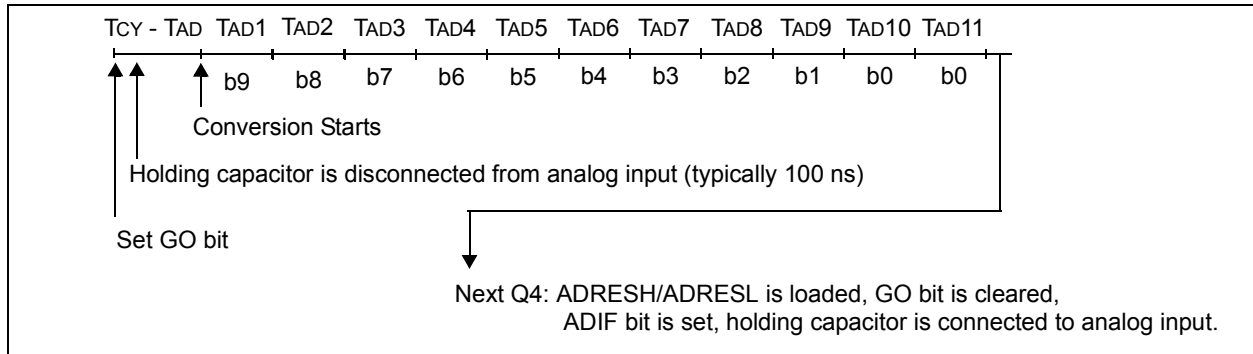 TCY - TAD TAD1 TAD2 TAD3 TAD4 TAD5 TAD6 TAD7 TAD8 TAD9 TAD10 TAD11
b9 b8 b7 b6 b5 b4 b3 b2 b1 b0 b0
Conversion Starts
Holding capacitor is disconnected from analog input (typically 100 ns)
Set GO bit
Next Q4: ADRESH/ADRESL is loaded, GO bit is cleared,
ADIF bit is set, holding capacitor is connected to analog input.